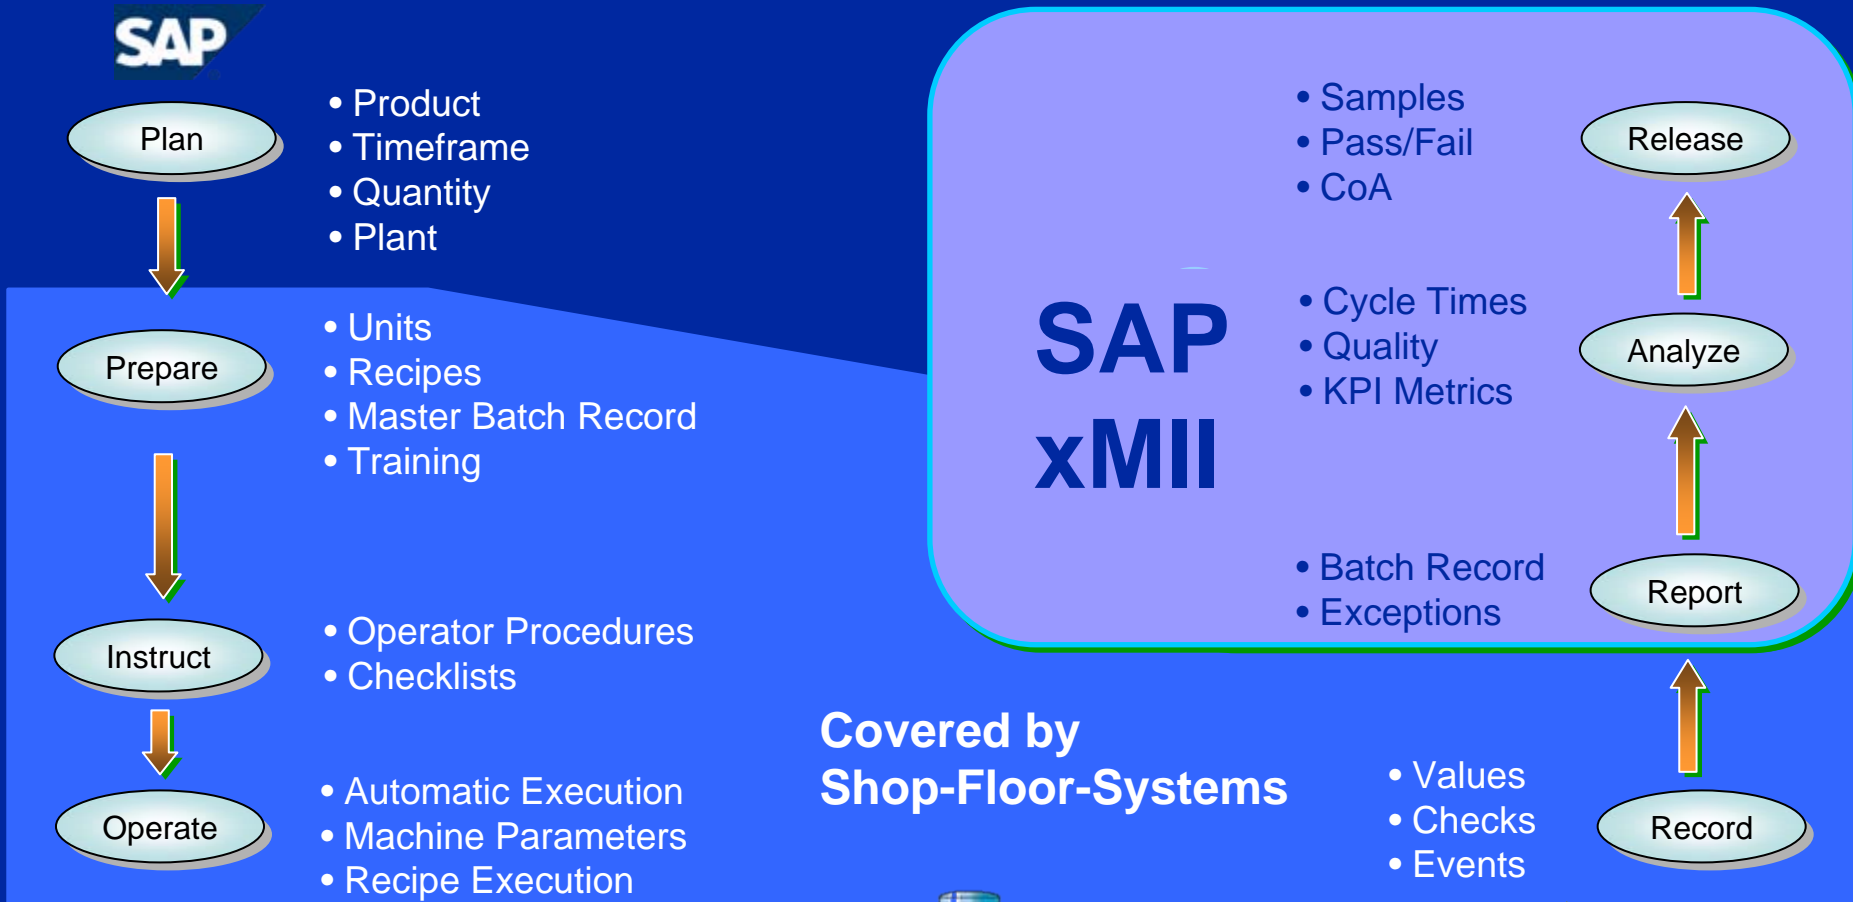 SAP
Plan
• Product
• Timeframe
• Quantity
• Plant
Prepare
• Units
• Recipes
• Master Batch Record
• Training
Instruct
• Operator Procedures
• Checklists
Operate
• Automatic Execution
• Machine Parameters
• Recipe Execution
SAP
xMII
• Samples
• Pass/Fail
• CoA
Release
• Cycle Times
• Quality
• KPI Metrics
Analyze
• Batch Record
• Exceptions
Report
Covered by
Shop-Floor-Systems
• Values
• Checks
• Events
Record